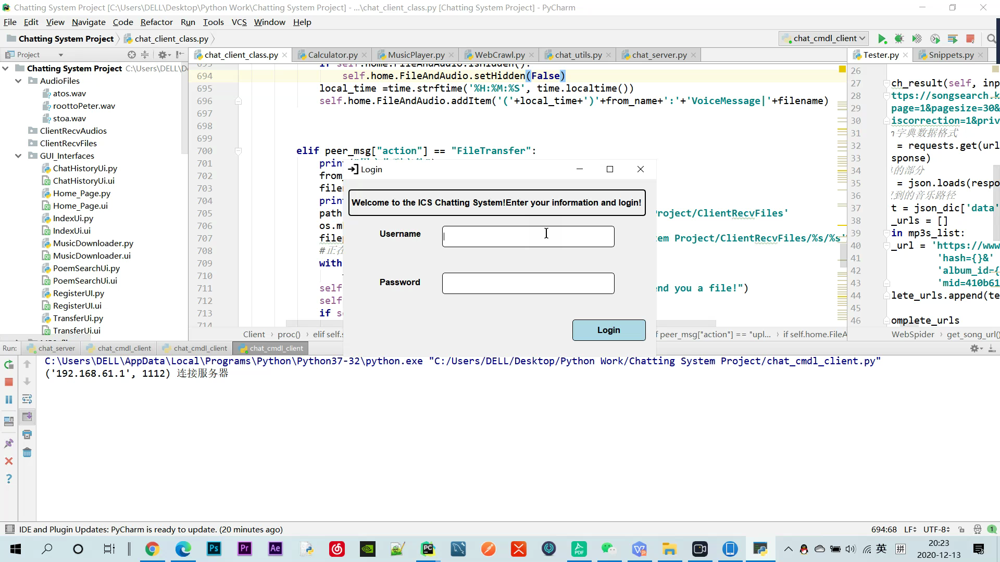 Chatting System Project [C:\Users\DELL\Desktop\Python Work\Chatting System Project] - ...\chat_client_class.py [Chatting System Project] - PyCharm
File Edit View Navigate Code Refactor Run Tools VCS Window Help
Chatting System Project chat_client_class.py chat_cmdl_client
Project chat_client_class.py Calculator.py MusicPlayer.py WebCrawl.py chat_utils.py chat_server.py Tester.py Snippets.py
Chatting System Project C:\Users\DELL\D
AudioFiles
atos.wav
roottoPeter.wav
stoa.wav
ClientRecvAudios
ClientRecvFiles
GUI_Interfaces
ChatHistoryUi.py
ChatHistoryUi.ui
Home_Page.py
Home_Page.ui
IndexUi.py
IndexUi.ui
MusicDownloader.py
MusicDownloader.ui
PoemSearchUi.py
PoemSearchUi.ui
RegisterUI.py
RegisterUI.ui
TransferUi.py
TransferUi.ui
694 self.home.FileAndAudio.setHidden(False)
695 local_time =time.strftime('%H:%M:%S', time.localtime())
696 self.home.FileAndAudio.addItem('('+local_time+')'+from_name+':'+'VoiceMessage|'+filename)
697
698
699
700 elif peer_msg["action"] == "FileTransfer":
701 prin
702 from
703 file
704 prin
705 path roject/ClientRecvFiles'
706 os.m
707 filep em Project/ClientRecvFiles/%s/%s'
708 #正在
709 with
710
711 self nd you a file!")
712 self
713 if s
714
Client proc() elif self.s f peer_msg["action"] == "upl... if self.home.FileA
26
27 ch_result(self, inp
28 ttps://songsearch.k
29 page=1&pagesize=30&
30 iscorrection=1&priv
31 字典数据格式
32 = requests.get(url
33 sponse)
34 的部分
35 = json.loads(respo
36 到的音乐路径
37 t = json_dic['data'
38 _urls = []
39 in mp3s_list:
40 _url = 'https://www
41 'hash={}&'
42 'album_id={
43 'mid=410b61
44 lete_urls.append(te
45
46 omplete_urls
WebSpider get_song_url()
Login
Welcome to the ICS Chatting System!Enter your information and login!
Username
Password
Login
Run: chat_server chat_cmdl_client chat_cmdl_client chat_cmdl_client
C:\Users\DELL\AppData\Local\Programs\Python\Python37-32\python.exe "C:/Users/DELL/Desktop/Python Work/Chatting System Project/chat_cmdl_client.py"
('192.168.61.1', 1112) 连接服务器
IDE and Plugin Updates: PyCharm is ready to update. (20 minutes ago) 694:68 LF UTF-8 1
Ps Pr Ae PC PDF 英 拼 20:23
2020-12-13